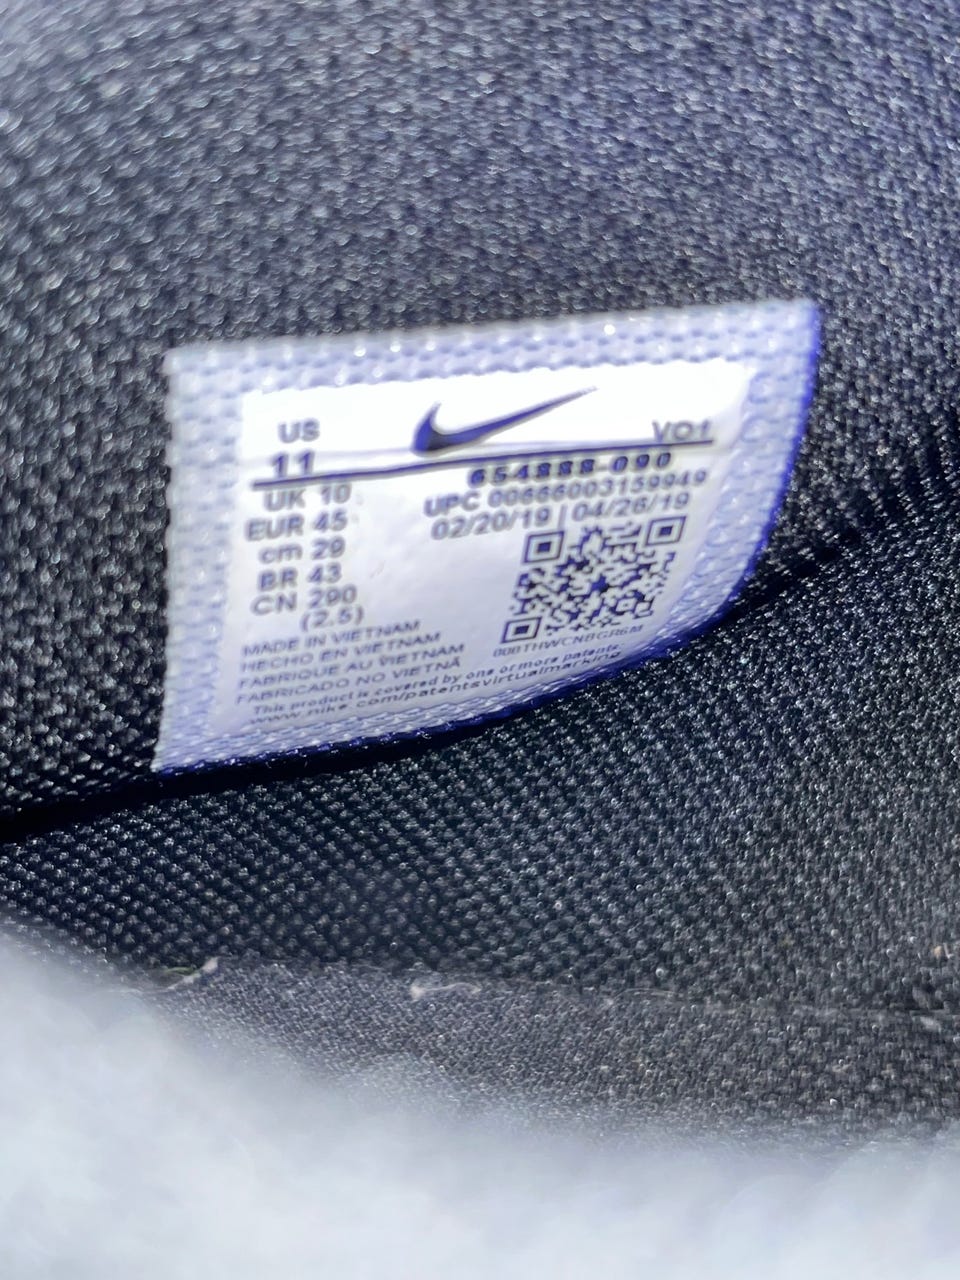 US
11
VO1
UK 10
EUR 45
cm 29
BR 43
CN 290
(2.5)
654888-090
UPC 00666003159949
02/20/19 | 04/26/19
MADE IN VIETNAM
HECHO EN VIETNAM
FABRIQUE AU VIETNAM
FABRICADO NO VIETNÃ
This product is covered by one or more patents.
www.nike.com/patentsvirtualmarking